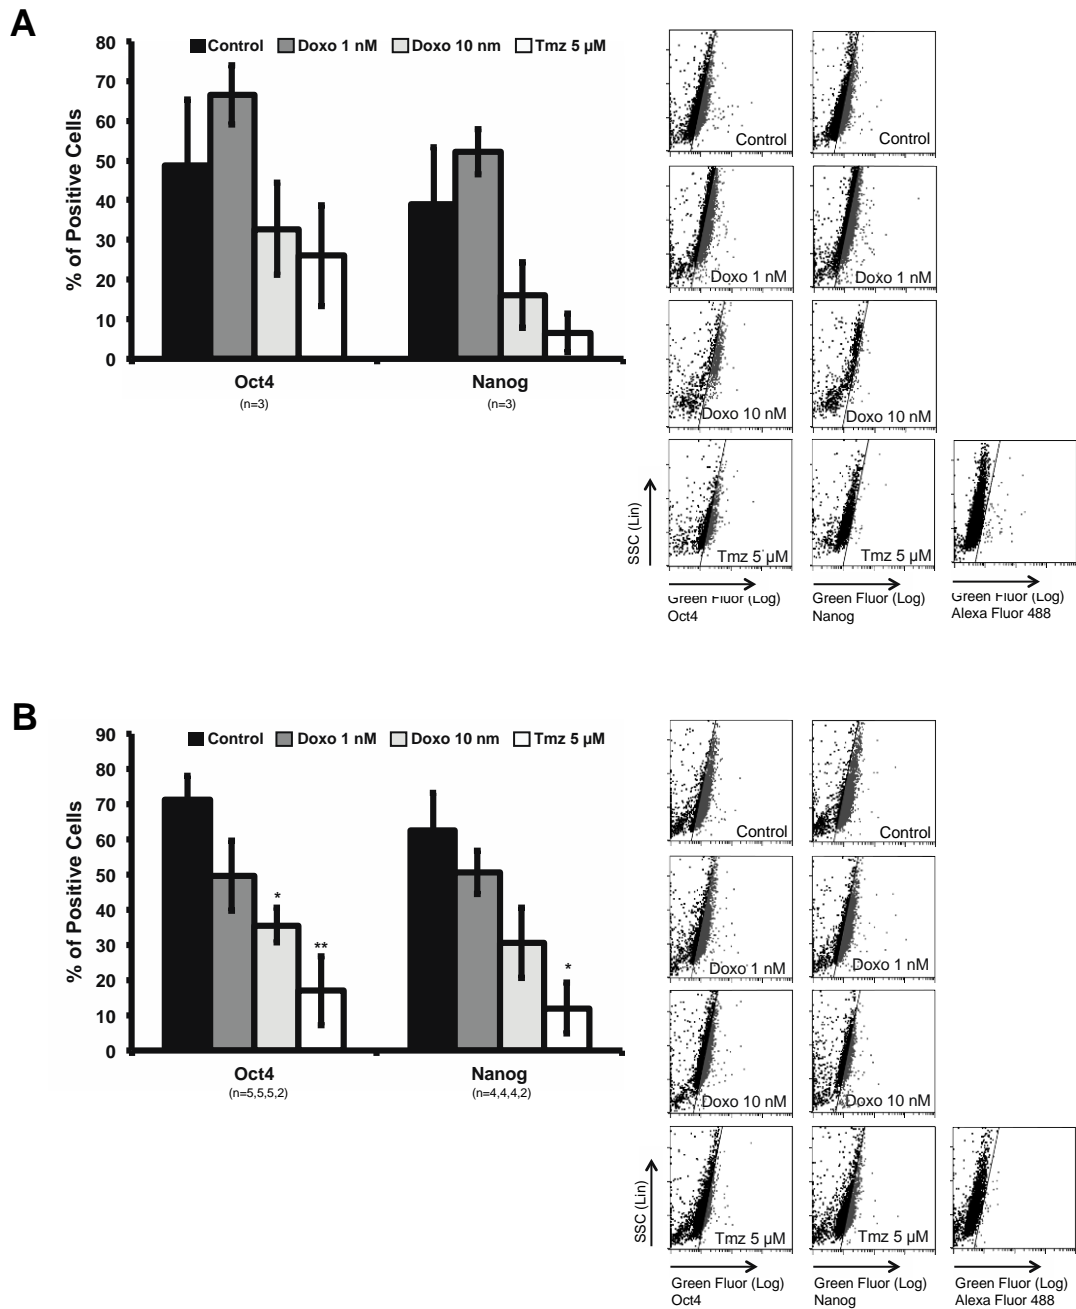 A
Control Doxo 1 nM Doxo 10 nm Tmz 5 µM
80
70
60
50
40
30
20
10
0
% of Positive Cells
Oct4
(n=3)
Nanog
(n=3)
Control
Control
Doxo 1 nM
Doxo 1 nM
Doxo 10 nM
Doxo 10 nM
Tmz 5 µM
Tmz 5 µM
SSC (Lin)
Green Fluor (Log)
Oct4
Green Fluor (Log)
Nanog
Green Fluor (Log)
Alexa Fluor 488
B
Control Doxo 1 nM Doxo 10 nm Tmz 5 µM
90
80
70
60
50
40
30
20
10
0
% of Positive Cells
*
**
*
Oct4
(n=5,5,5,2)
Nanog
(n=4,4,4,2)
Control
Control
Doxo 1 nM
Doxo 1 nM
Doxo 10 nM
Doxo 10 nM
Tmz 5 µM
Tmz 5 µM
SSC (Lin)
Green Fluor (Log)
Oct4
Green Fluor (Log)
Nanog
Green Fluor (Log)
Alexa Fluor 488